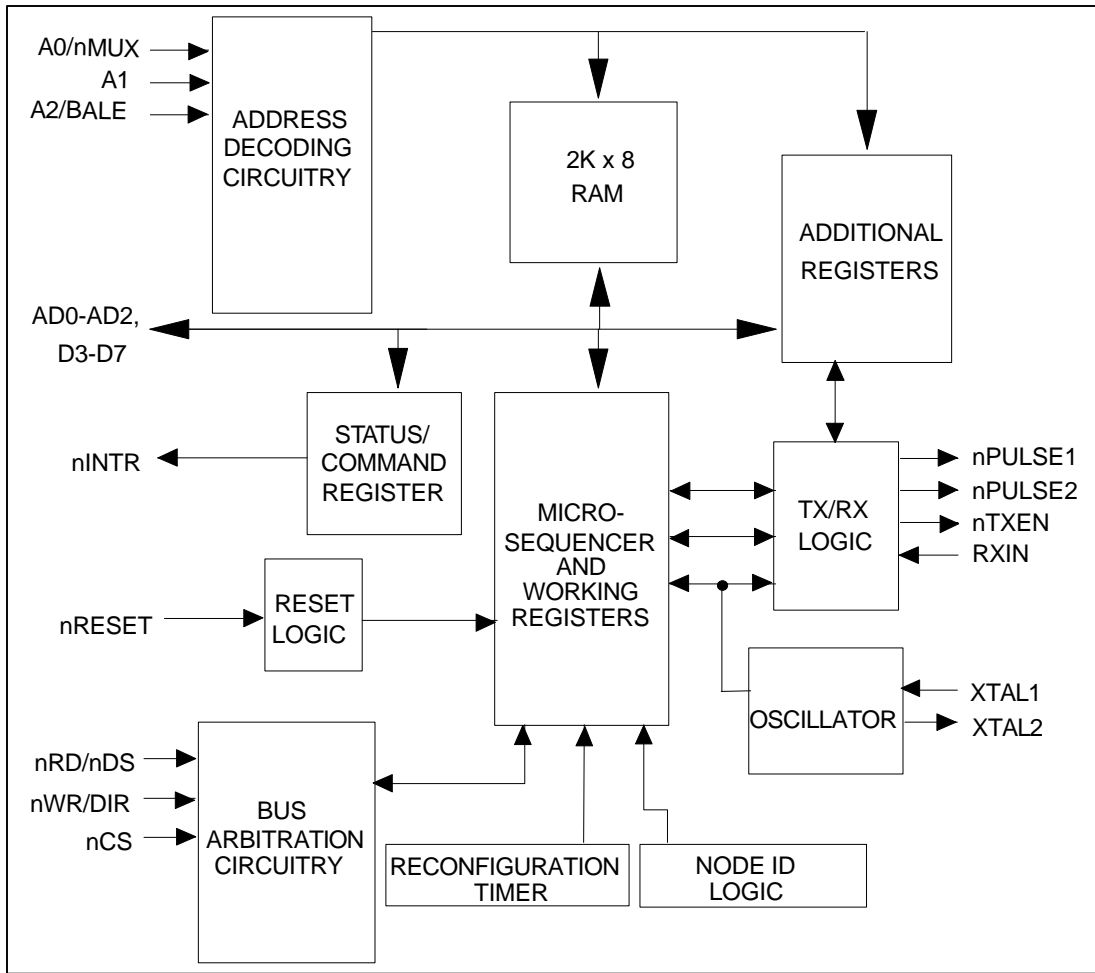 A0/nMUX
A1
A2/BALE
ADDRESS
DECODING
CIRCUITRY
2K x 8
RAM
ADDITIONAL
REGISTERS
AD0-AD2,
D3-D7
nINTR
STATUS/
COMMAND
REGISTER
MICRO-
SEQUENCER
AND
WORKING
REGISTERS
TX/RX
LOGIC
nPULSE1
nPULSE2
nTXEN
RXIN
nRESET
RESET
LOGIC
OSCILLATOR
XTAL1
XTAL2
nRD/nDS
nWR/DIR
nCS
BUS
ARBITRATION
CIRCUITRY
RECONFIGURATION
TIMER
NODE ID
LOGIC